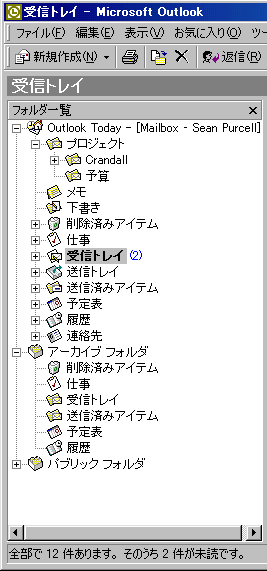 受信トレイ - Microsoft Outlook
ファイル(F) 編集(E) 表示(V) お気に入り(O) ツー
新規作成(N) 返信(R)
受信トレイ
フォルダ一覧
Outlook Today - [Mailbox - Sean Purcell]
プロジェクト
Crandall
予算
メモ
下書き
削除済みアイテム
仕事
受信トレイ (2)
送信トレイ
送信済みアイテム
予定表
履歴
連絡先
アーカイブ フォルダ
削除済みアイテム
仕事
受信トレイ
送信済みアイテム
予定表
履歴
パブリック フォルダ
全部で 12 件あります。そのうち 2 件が未読です。